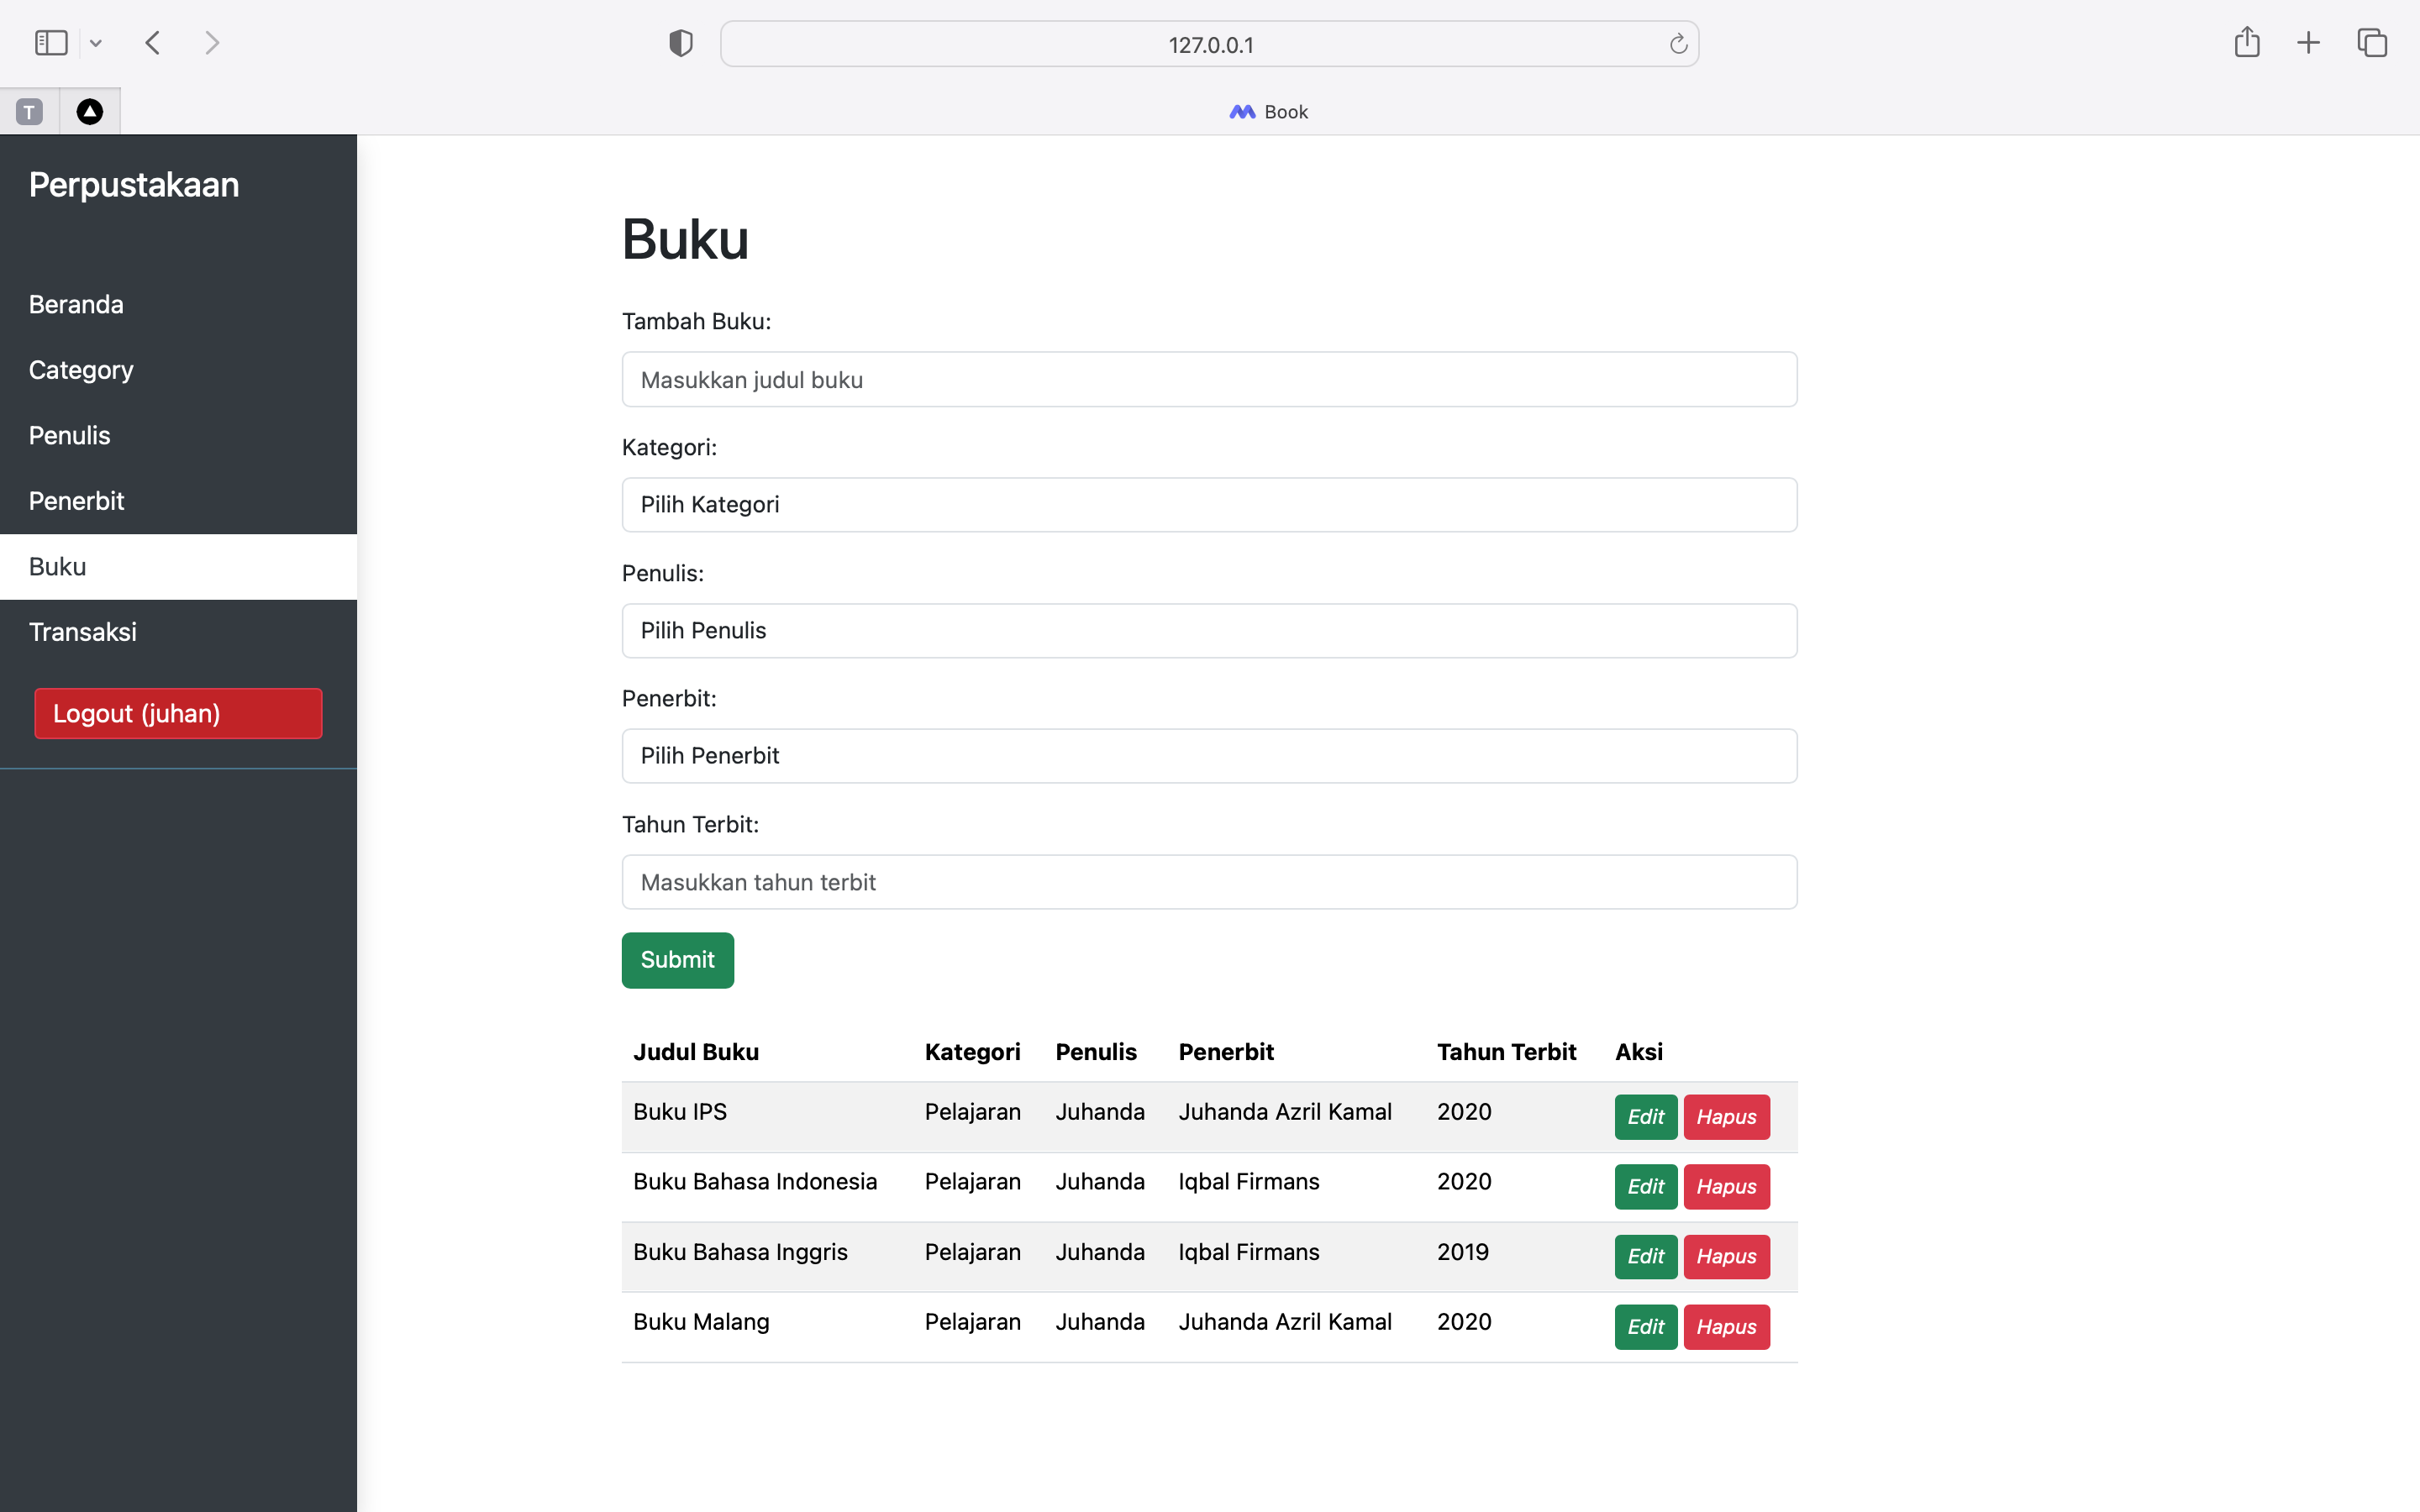 127.0.0.1
T
Book
Perpustakaan
Beranda
Category
Penulis
Penerbit
Buku
Transaksi
Logout (juhan)
Buku
Tambah Buku:
Masukkan judul buku
Kategori:
Pilih Kategori
Penulis:
Pilih Penulis
Penerbit:
Pilih Penerbit
Tahun Terbit:
Masukkan tahun terbit
Submit
Judul Buku Kategori Penulis Penerbit Tahun Terbit Aksi
Buku IPS Pelajaran Juhanda Juhanda Azril Kamal 2020 Edit Hapus
Buku Bahasa Indonesia Pelajaran Juhanda Iqbal Firmans 2020 Edit Hapus
Buku Bahasa Inggris Pelajaran Juhanda Iqbal Firmans 2019 Edit Hapus
Buku Malang Pelajaran Juhanda Juhanda Azril Kamal 2020 Edit Hapus